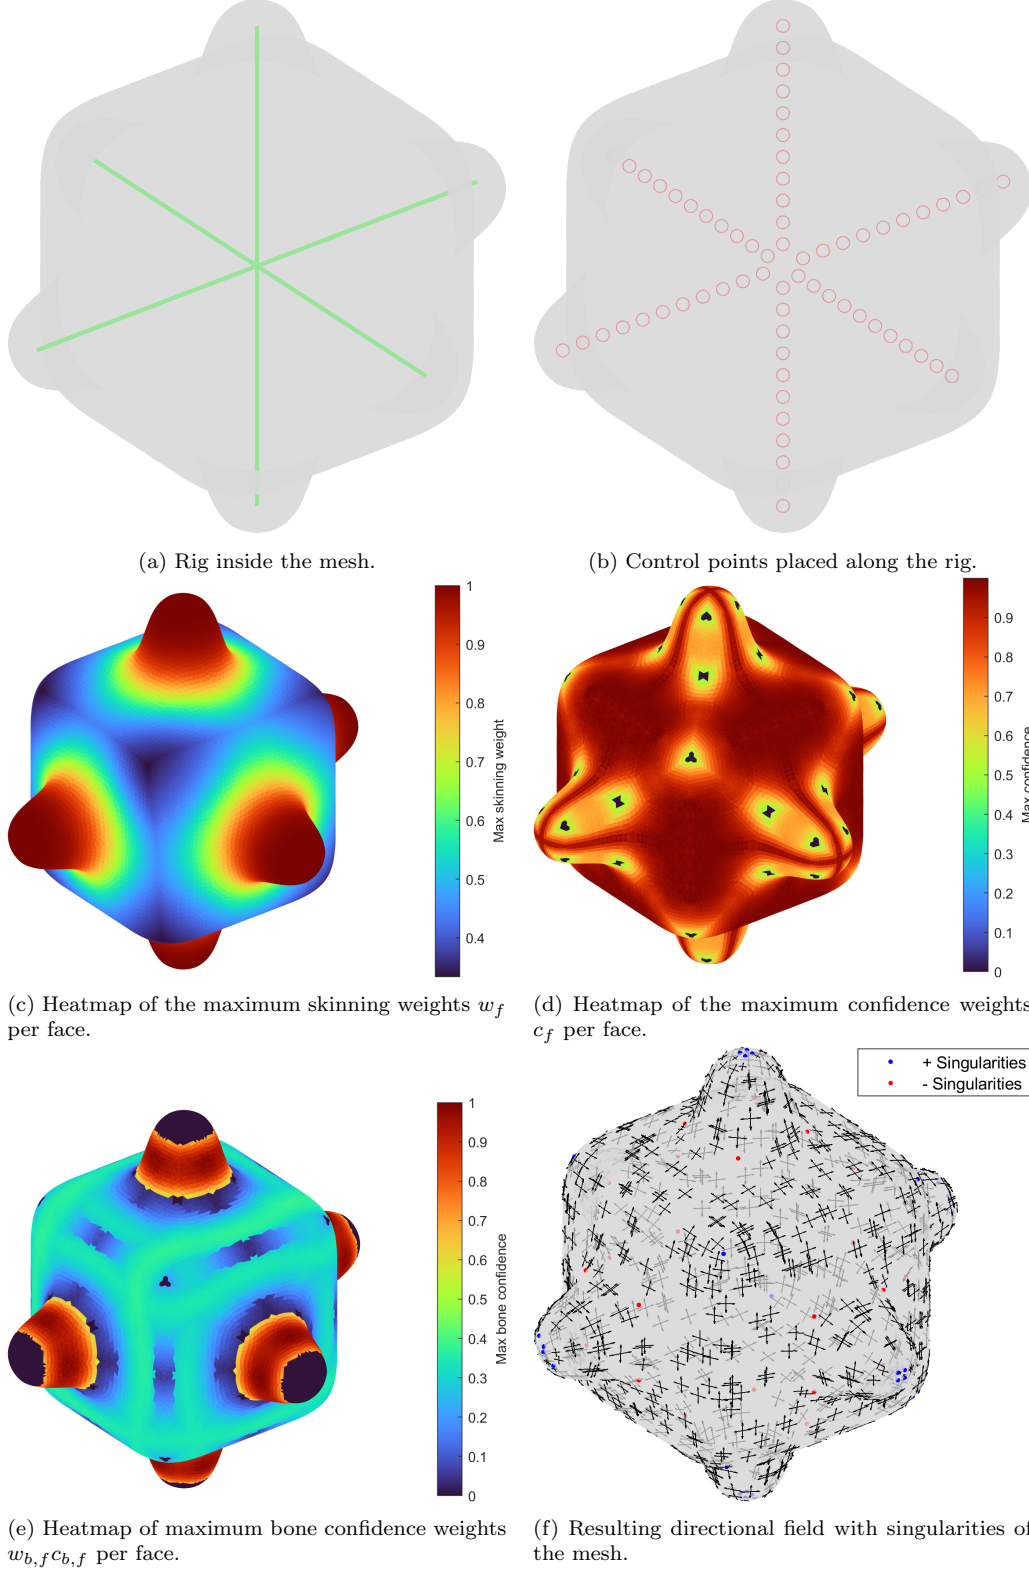 (a) Rig inside the mesh.
(b) Control points placed along the rig.
1
0.9
0.8
0.7
0.6
0.5
0.4
Max skinning weight
0.9
0.8
0.7
0.6
0.5
0.4
0.3
0.2
0.1
0
Max confidence
(c) Heatmap of the maximum skinning weights w_f
per face.
(d) Heatmap of the maximum confidence weights
c_f per face.
1
0.9
0.8
0.7
0.6
0.5
0.4
0.3
0.2
0.1
0
Max bone confidence
+ Singularities
- Singularities
(e) Heatmap of maximum bone confidence weights
w_{b,f}c_{b,f} per face.
(f) Resulting directional field with singularities of
the mesh.